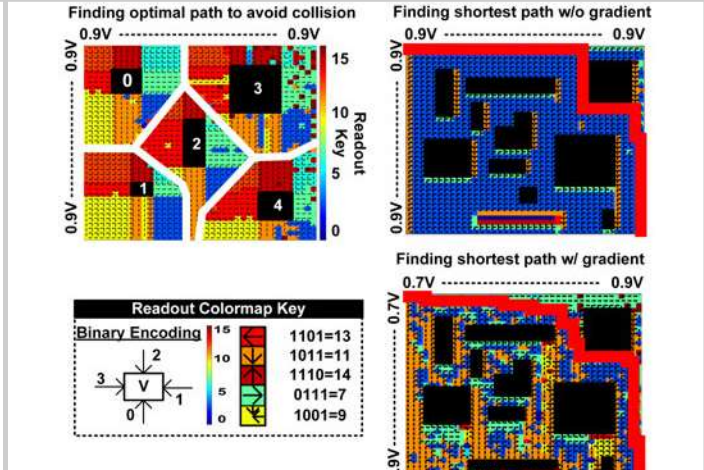 Finding optimal path to avoid collision
0.9V 0.9V
0.9V
0.9V
0
3
2
1
4
15
10
5
0
Readout Key
Finding shortest path w/o gradient
0.9V 0.9V
0.9V
0.9V
Finding shortest path w/ gradient
0.7V 0.9V
0.7V
Readout Colormap Key
Binary Encoding
15
10
5
0
2
3
V
1
0
1101=13
1011=11
1110=14
0111=7
1001=9